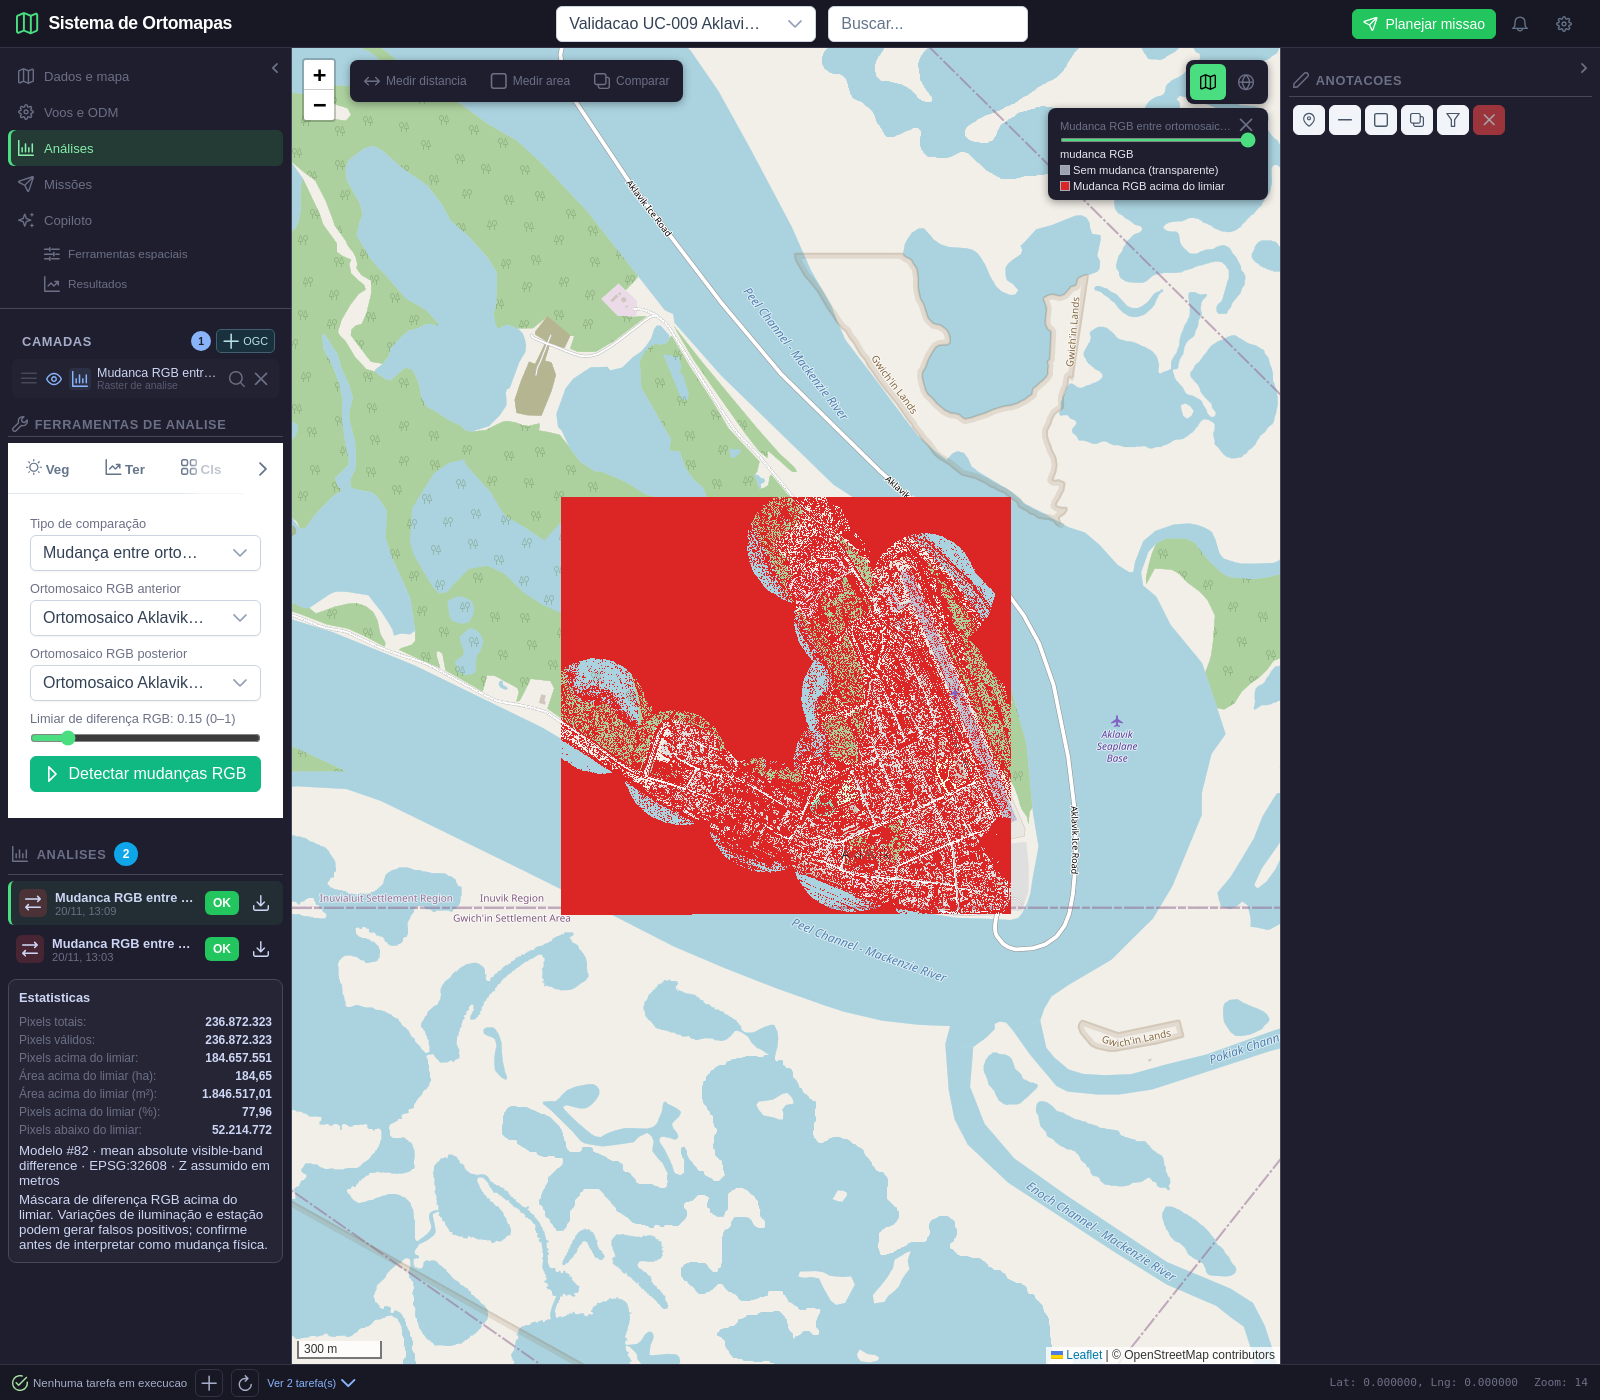 Sistema de Ortomapas
Validacao UC-009 Aklavi…
Buscar...
Planejar missao
Dados e mapa
Voos e ODM
Análises
Missões
Copiloto
Ferramentas espaciais
Resultados
CAMADAS
1
OGC
Mudanca RGB entr…
Raster de analise
FERRAMENTAS DE ANALISE
Veg
Ter
Cls
Tipo de comparação
Mudança entre orto…
Ortomosaico RGB anterior
Ortomosaico Aklavik…
Ortomosaico RGB posterior
Ortomosaico Aklavik…
Limiar de diferença RGB: 0.15 (0–1)
Detectar mudanças RGB
ANALISES
2
Mudanca RGB entre …
20/11, 13:09
OK
Mudanca RGB entre …
20/11, 13:03
OK
Estatisticas
Pixels totais: 236.872.323
Pixels válidos: 236.872.323
Pixels acima do limiar: 184.657.551
Área acima do limiar (ha): 184,65
Área acima do limiar (m²): 1.846.517,01
Pixels acima do limiar (%): 77,96
Pixels abaixo do limiar: 52.214.772
Modelo #82 · mean absolute visible-band
difference · EPSG:32608 · Z assumido em
metros
Máscara de diferença RGB acima do
limiar. Variações de iluminação e estação
podem gerar falsos positivos; confirme
antes de interpretar como mudança física.
+
−
Medir distancia
Medir area
Comparar
Mudanca RGB entre ortomosaic…
mudanca RGB
Sem mudanca (transparente)
Mudanca RGB acima do limiar
Aklavik Ice Road
Peel Channel - Mackenzie River
Gwich'in Lands
Gwich'in Lands
Aklavik
Aklavik
Seaplane
Base
Aklavik Ice Road
Inuvialuit Settlement Region
Inuvik Region
Gwich'in Settlement Area
Peel Channel - Mackenzie River
Gwich'in Lands
Pokiak Chann
Enoch Channel - Mackenzie River
300 m
Leaflet | © OpenStreetMap contributors
ANOTACOES
Nenhuma tarefa em execucao
Ver 2 tarefa(s)
Lat: 0.000000, Lng: 0.000000
Zoom: 14